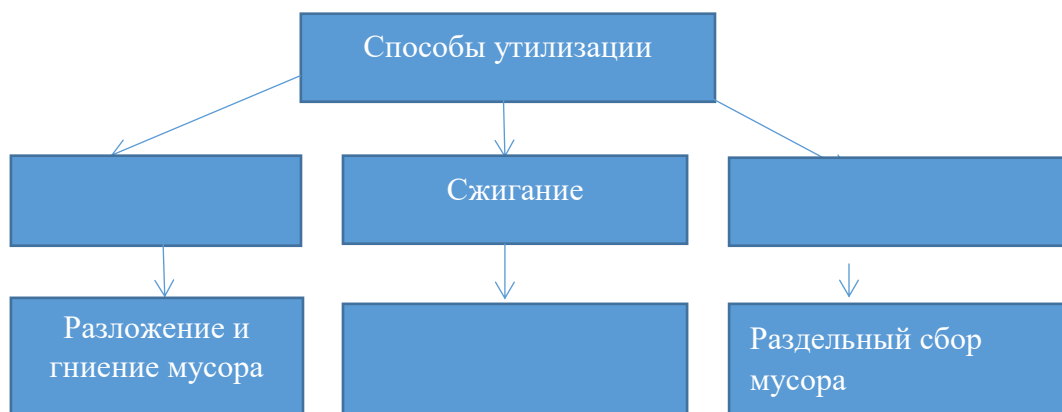 Способы утилизации
Сжигание
Разложение и
гниение мусора
Раздельный сбор
мусора